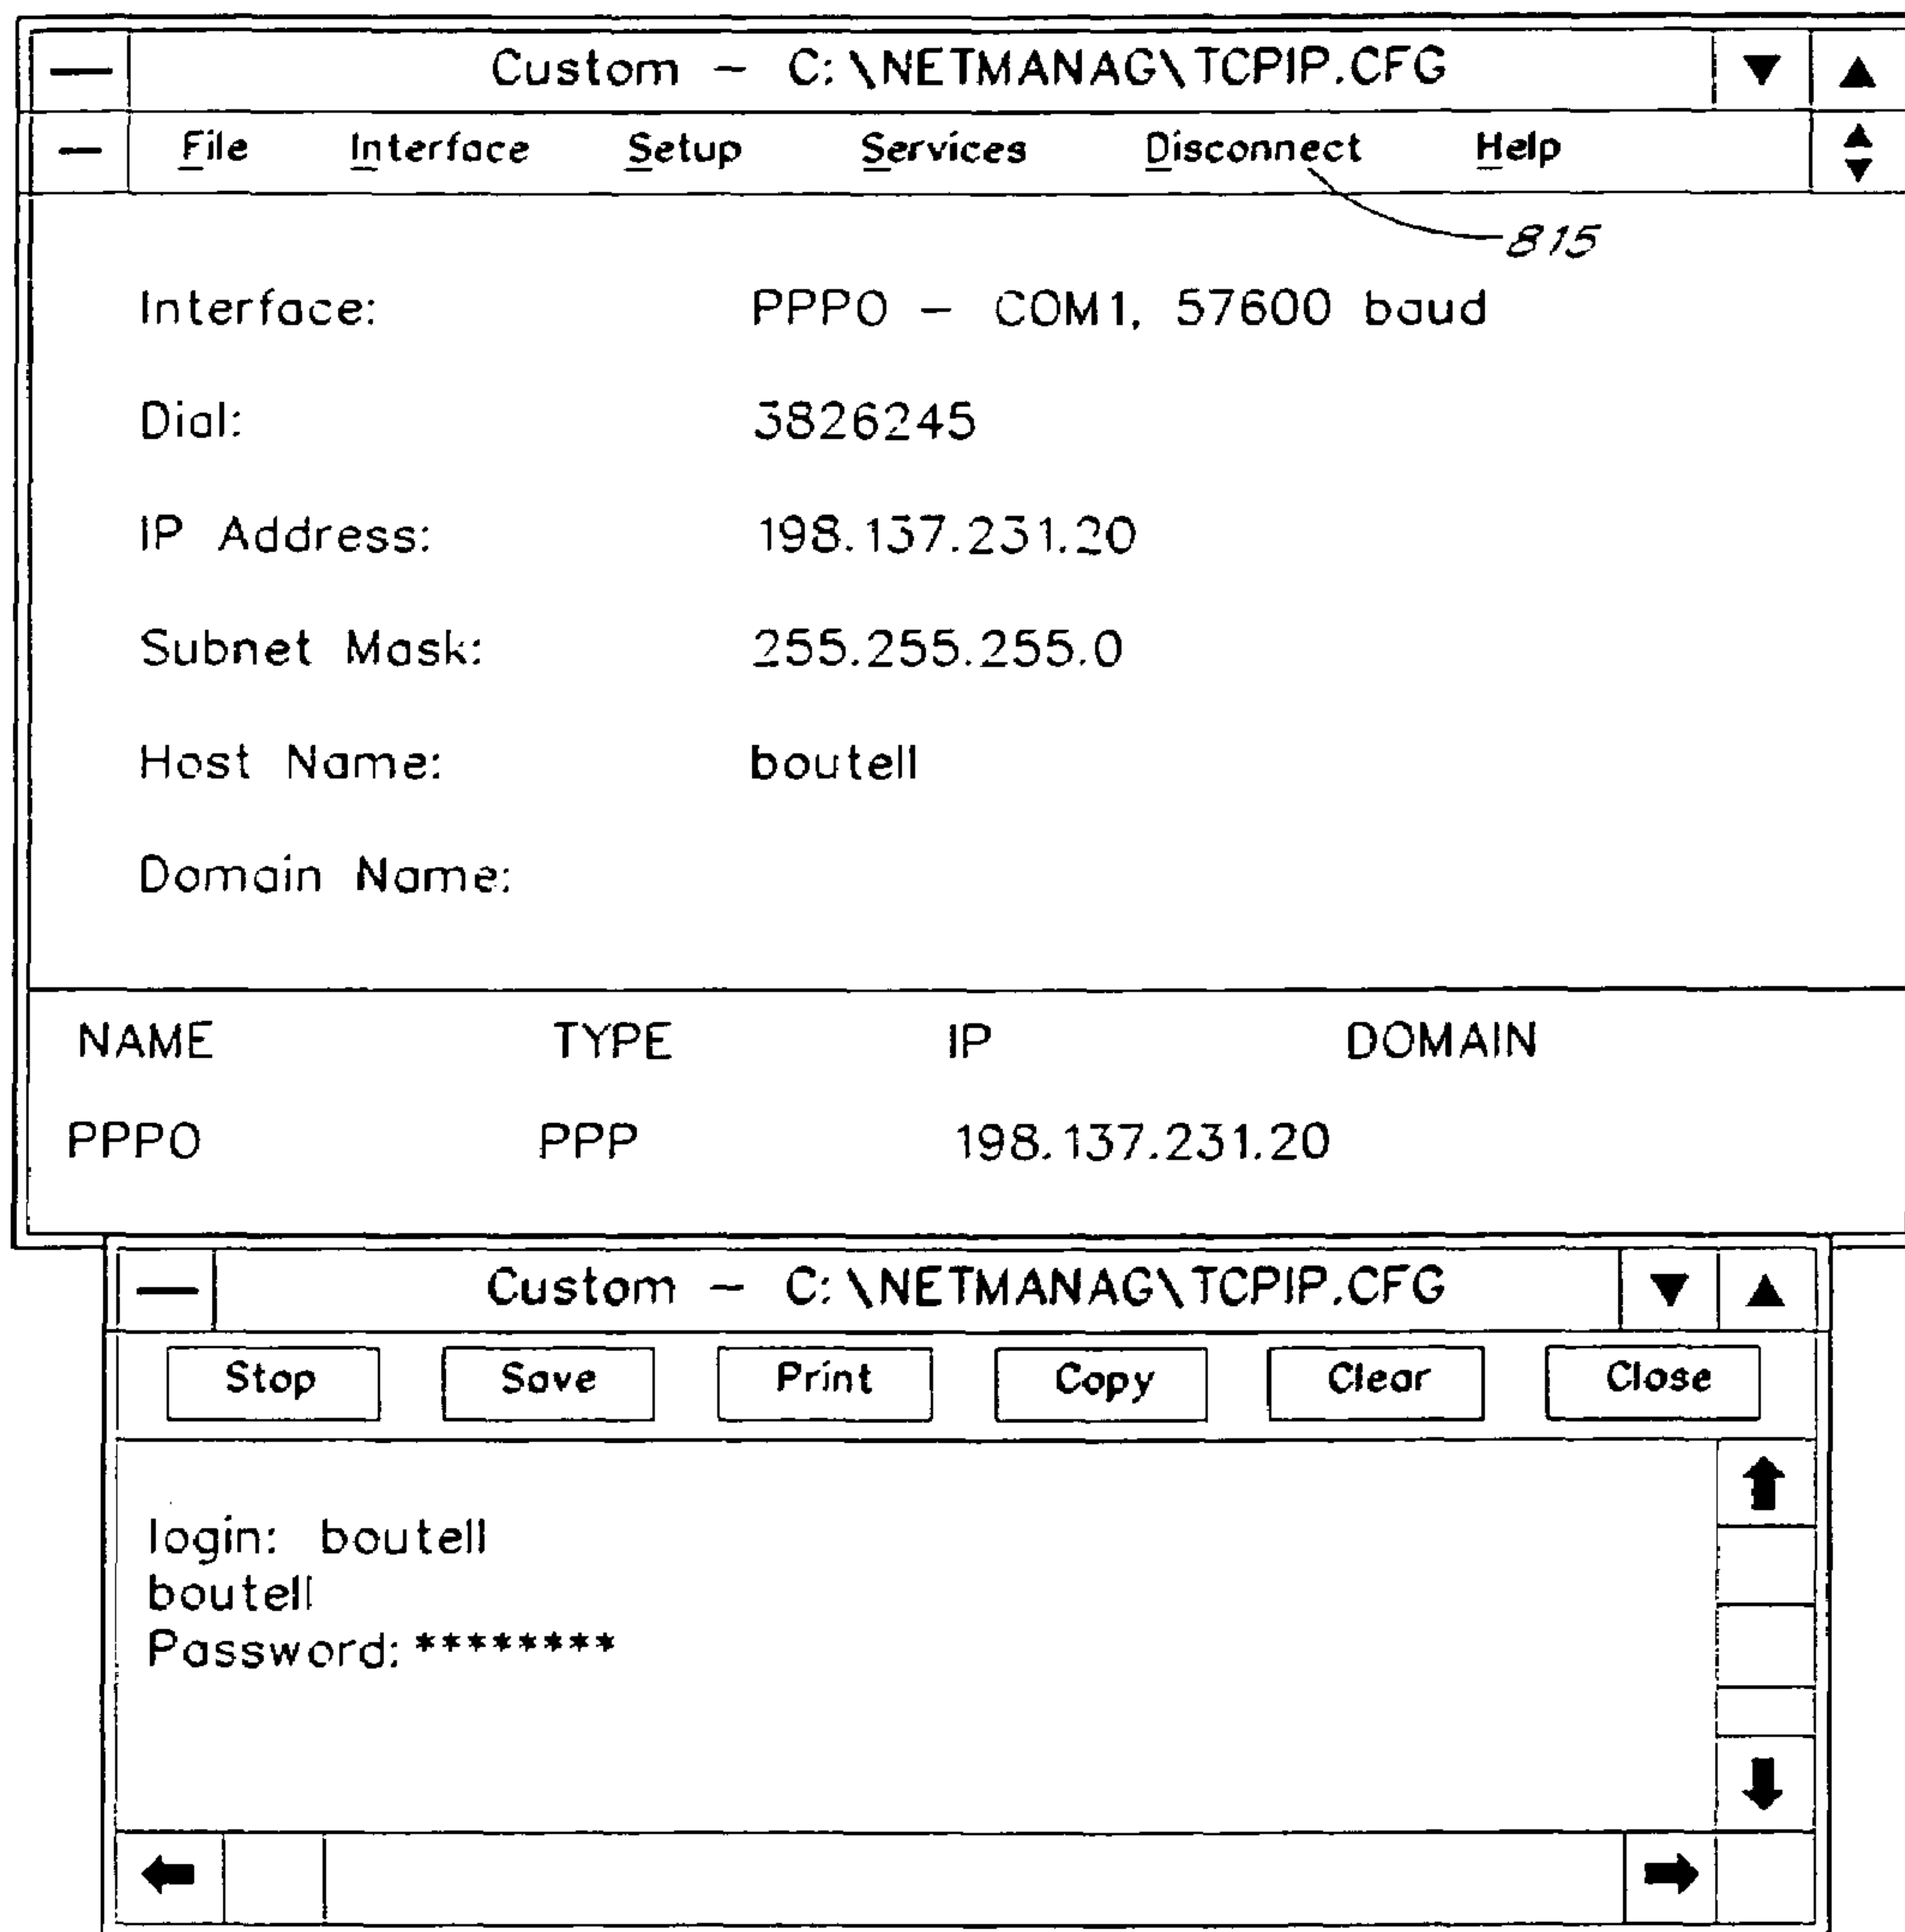 Custom – C:\NETMANAG\TCPIP.CFG
File Interface Setup Services Disconnect Help
815
Interface: PPP0 – COM1, 57600 baud
Dial: 3826245
IP Address: 198.137.231.20
Subnet Mask: 255.255.255.0
Host Name: boutell
Domain Name:
NAME TYPE IP DOMAIN
PPP0 PPP 198.137.231.20
Custom – C:\NETMANAG\TCPIP.CFG
Stop Save Print Copy Clear Close
login: boutell
boutell
Password: ********